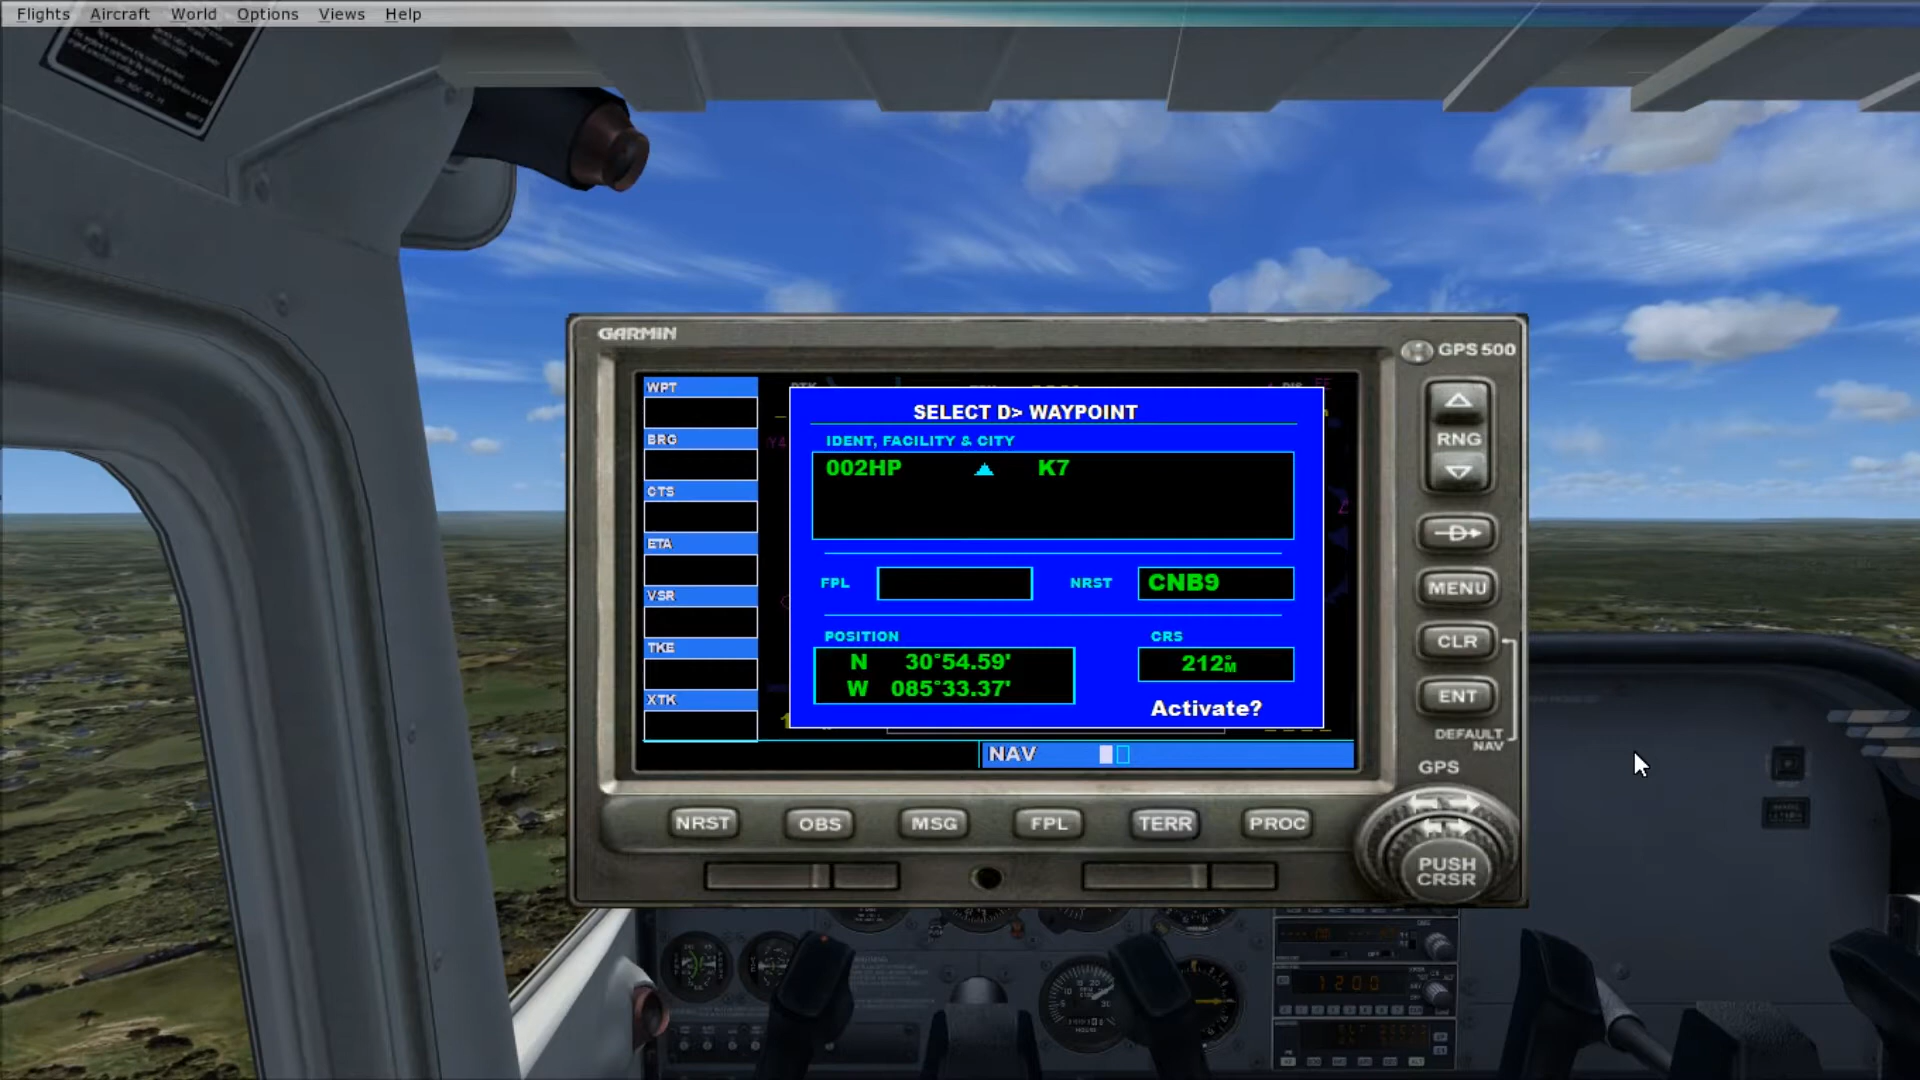 Flights Aircraft World Options Views Help
GARMIN
GPS 500
WPT
BRG
CTS
ETA
VSR
TKE
XTK
SELECT D> WAYPOINT
IDENT, FACILITY & CITY
002HP K7
FPL NRST CNB9
POSITION CRS
N 30°54.59' 212°M
W 085°33.37'
Activate?
NAV
RNG
D
MENU
CLR
ENT
DEFAULT
NAV
GPS
NRST OBS MSG FPL TERR PROC
PUSH
CRSR
1200